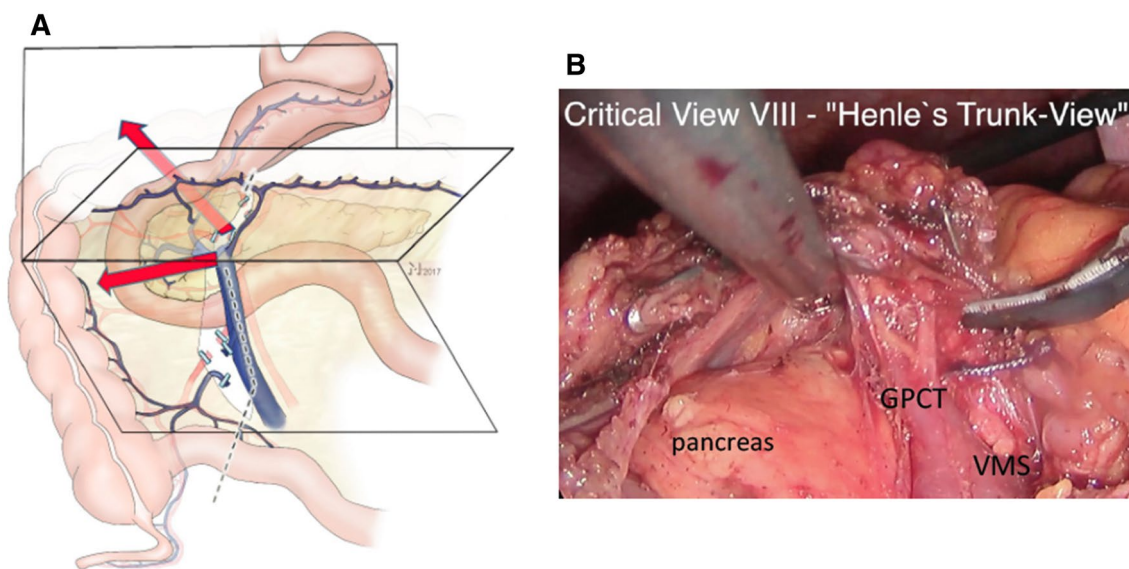 A
B
Critical View VIII - "Henle`s Trunk-View"
GPCT
pancreas
VMS